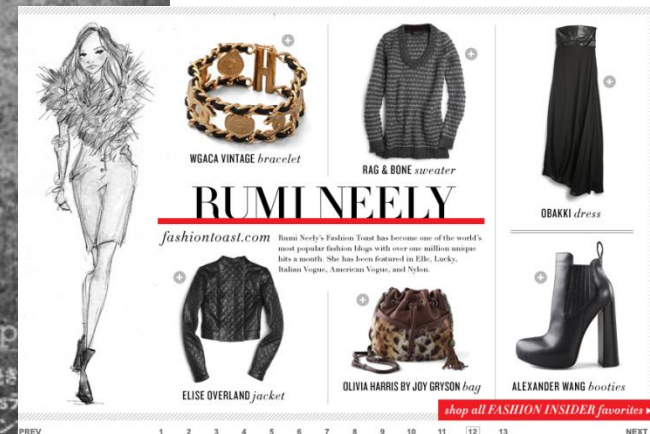 WGACA VINTAGE bracelet
RAG & BONE sweater
OBAKKI dress
RUMI NEELY
fashiontoast.com
Rumi Neely's Fashion Toast has become one of the world's
most popular fashion blogs with over one million unique
hits a month. She has been featured in Elle, Lucky,
Italian Vogue, American Vogue, and Nylon.
ELISE OVERLAND jacket
OLIVIA HARRIS BY JOY GRYSON bag
ALEXANDER WANG booties
shop all FASHION INSIDER favorites
PREV 1 2 3 4 5 6 7 8 9 10 11 12 13 NEXT